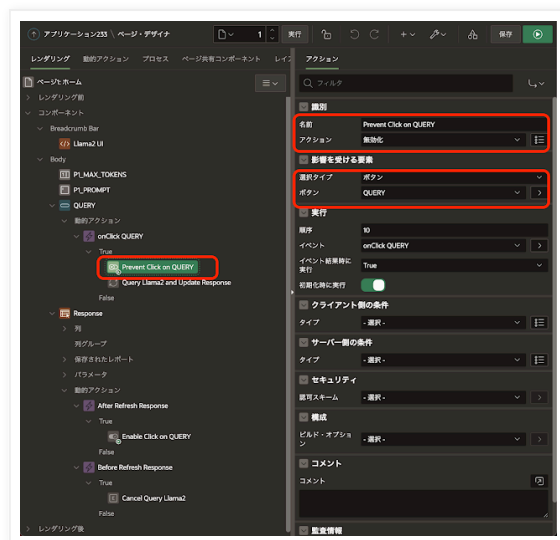 アプリケーション233 \ ページ・デザイナ
1
実行
保存
レンダリング 動的アクション プロセス ページ共有コンポーネント レイ
ページ1: ホーム
レンダリング前
コンポーネント
Breadcrumb Bar
Llama2 UI
Body
P1_MAX_TOKENS
P1_PROMPT
QUERY
動的アクション
onClick QUERY
True
Prevent Click on QUERY
Query Llama2 and Update Response
False
Response
列
列グループ
保存されたレポート
パラメータ
動的アクション
After Refresh Response
True
Enable Click on QUERY
False
Before Refresh Response
True
Cancel Query Llama2
False
レンダリング後
アクション
フィルタ
識別
名前 Prevent Click on QUERY
アクション 無効化
影響を受ける要素
選択タイプ ボタン
ボタン QUERY
実行
順序 10
イベント onClick QUERY
イベント結果時に
実行 True
初期化時に実行
クライアント側の条件
タイプ - 選択 -
サーバー側の条件
タイプ - 選択 -
セキュリティ
認可スキーム - 選択 -
構成
ビルド・オプショ
ン - 選択 -
コメント
コメント
監査情報